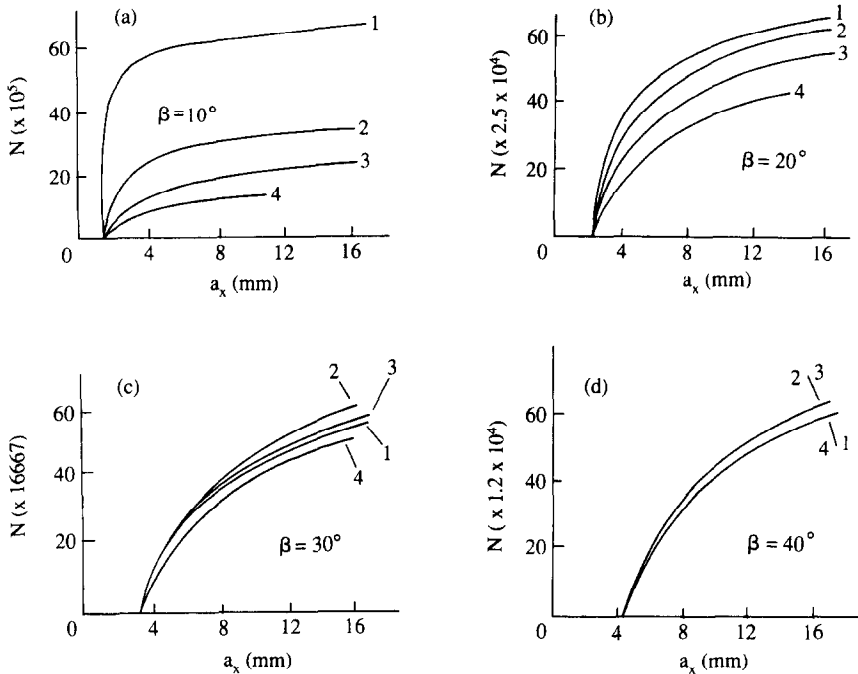 (a)
N (x 10⁵)
60
40
20
0
β = 10°
1
2
3
4
4
8
12
16
aₓ (mm)
(b)
N (x 2.5 x 10⁴)
60
40
20
0
β = 20°
1
2
3
4
4
8
12
16
aₓ (mm)
(c)
N (x 16667)
60
40
20
0
β = 30°
2
3
1
4
4
8
12
16
aₓ (mm)
(d)
N ( x 1.2 x 10⁴)
60
40
20
0
β = 40°
2 3
4 1
4
8
12
16
aₓ (mm)